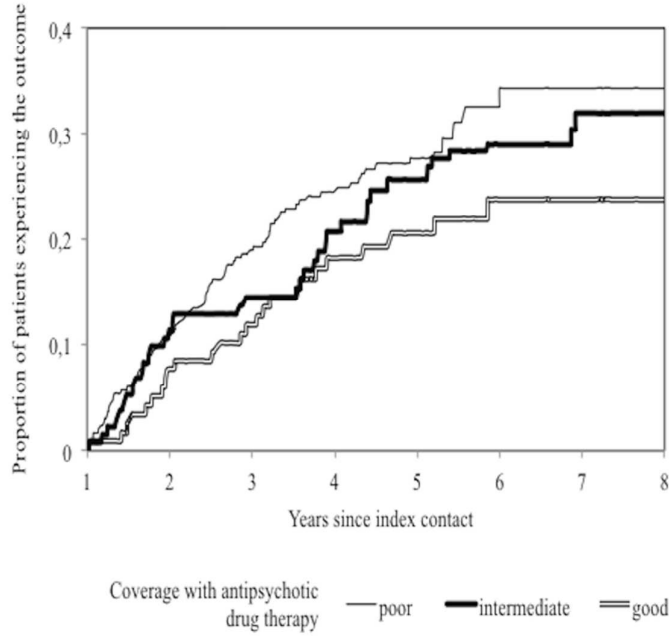 Proportion of patients experiencing the outcome
0,4
0,3
0,2
0,1
0
1 2 3 4 5 6 7 8
Years since index contact
Coverage with antipsychotic
drug therapy
poor intermediate good